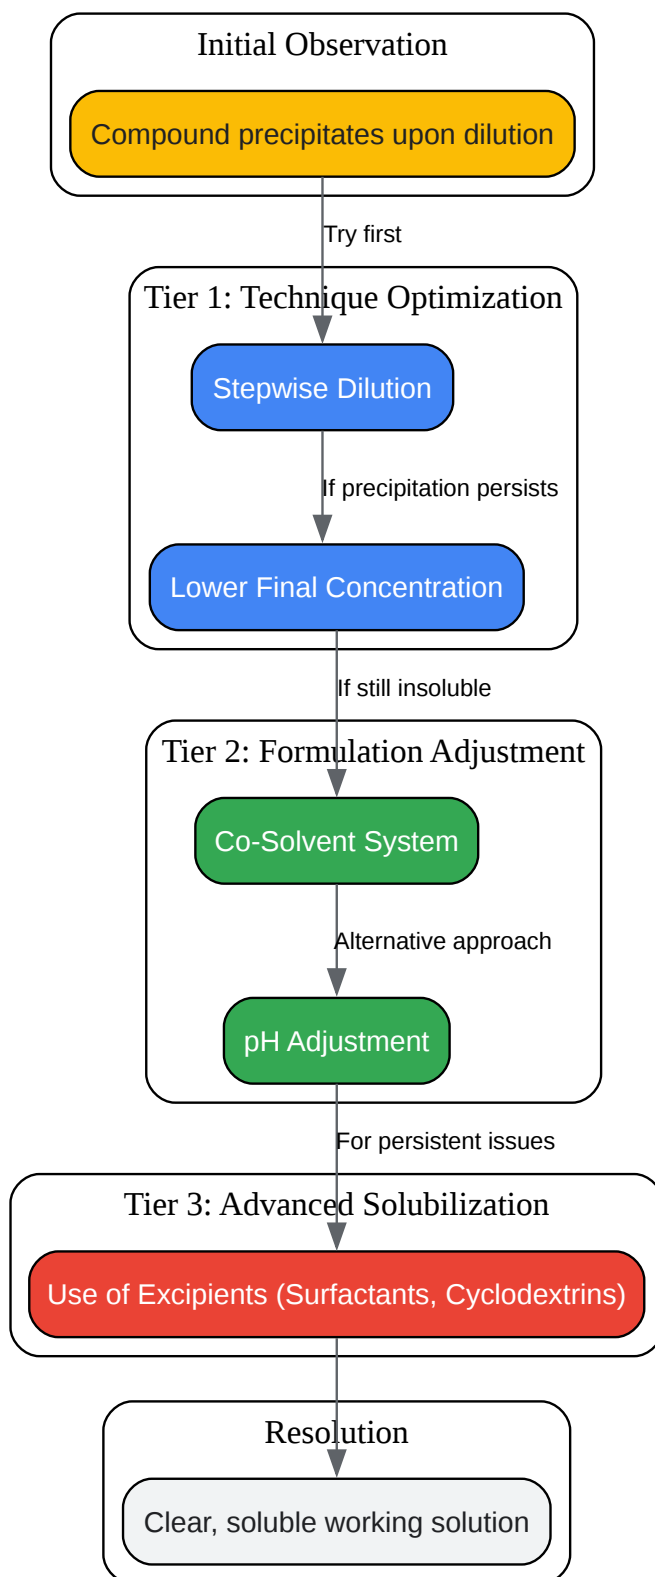 Initial Observation
Compound precipitates upon dilution
Try first
Tier 1: Technique Optimization
Stepwise Dilution
If precipitation persists
Lower Final Concentration
If still insoluble
Tier 2: Formulation Adjustment
Co-Solvent System
Alternative approach
pH Adjustment
For persistent issues
Tier 3: Advanced Solubilization
Use of Excipients (Surfactants, Cyclodextrins)
Resolution
Clear, soluble working solution